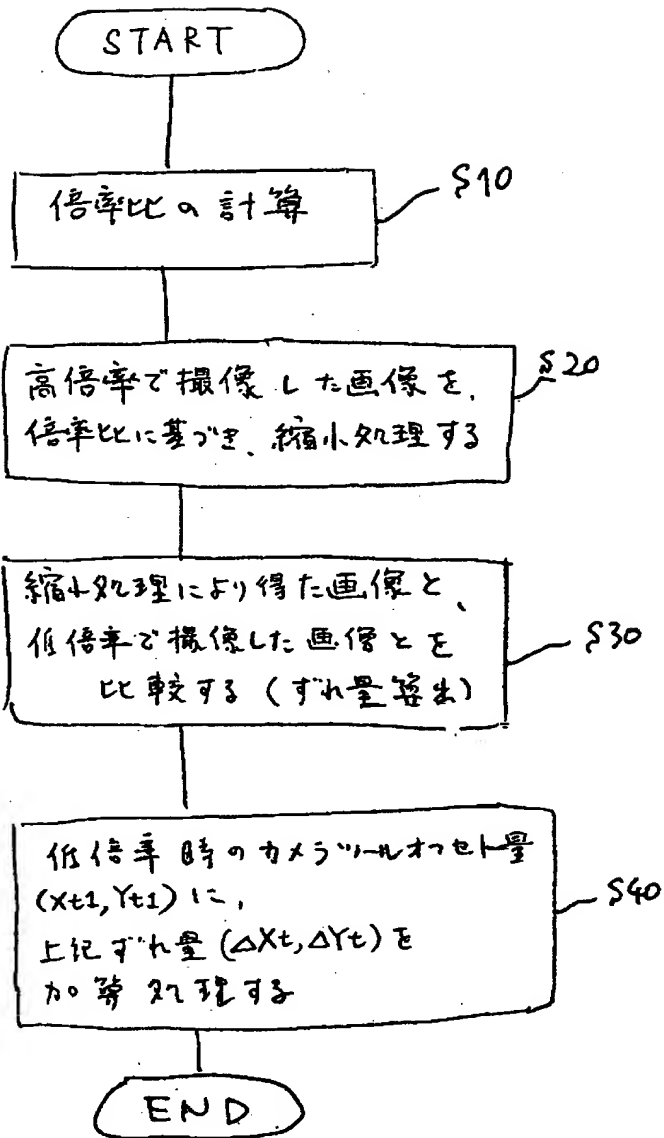 START
倍率比の計算
S10
高倍率で撮像した画像を、
倍率比に基づき、縮小処理する
S20
縮小処理により得た画像と、
低倍率で撮像した画像とを
比較する(ずれ量算出)
S30
低倍率時のカメラツールオフセット量
(Xt1, Yt1)に、
上記ずれ量(ΔXt, ΔYt)を
加算処理する
S40
END